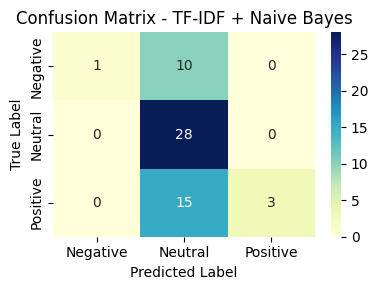 Confusion Matrix - TF-IDF + Naive Bayes
True Label
Negative 1 10 0
Neutral 0 28 0
Positive 0 15 3
Negative Neutral Positive
Predicted Label
25
20
15
10
5
0